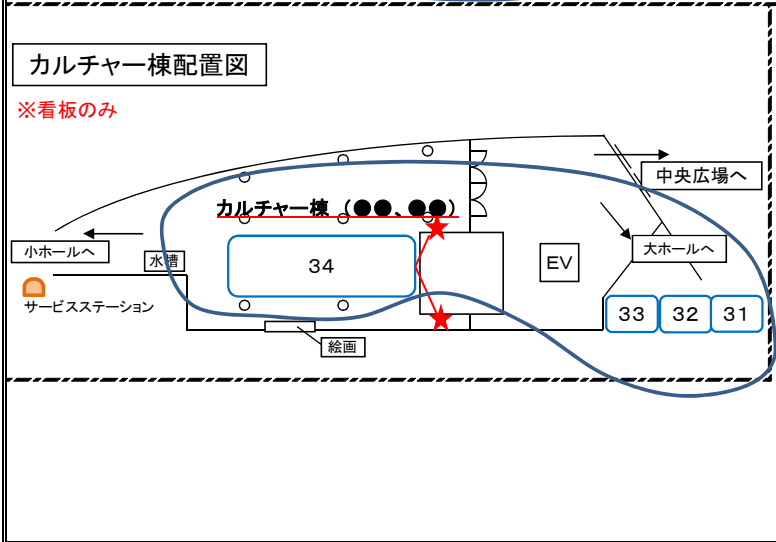 カルチャー棟配置図
※看板のみ
中央広場へ
カルチャー棟 （●●、●●）
小ホールへ
水槽
34
EV
大ホールへ
サービスステーション
33
32
31
絵画